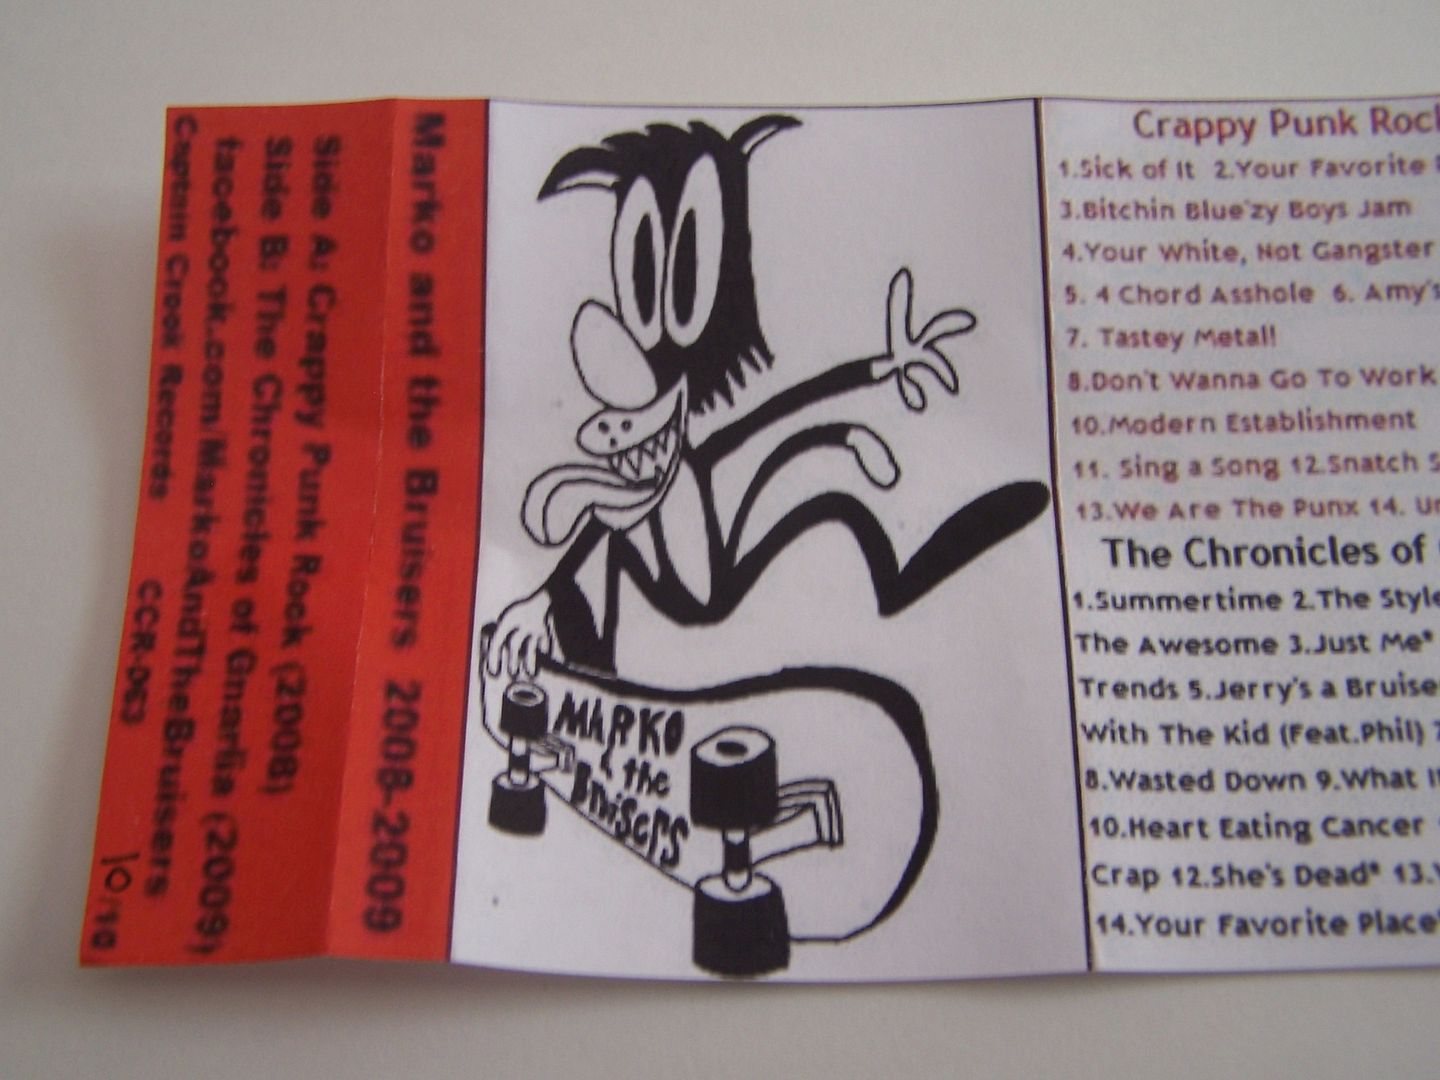 Marko and the Bruisers 2008-2009
Side A: Crappy Punk Rock (2008)
Side B: The Chronicles of Gnarfia (2009)
facebook.com/MarkoAndTheBruisers
Captain Crook Records CCR-063
10/10
MARKO
& the
Bruisers
Crappy Punk Rock
1.Sick of It 2.Your Favorite
3.Bitchin Blue'zy Boys Jam
4.Your White, Not Gangster
5. 4 Chord Asshole 6. Amy's
7. Tastey Metal!
8.Don't Wanna Go To Work
10.Modern Establishment
11. Sing a Song 12.Snatch
13.We Are The Punx 14.
The Chronicles of
1.Summertime 2.The Style
The Awesome 3.Just Me*
Trends 5.Jerry's a Bruiser
With The Kid (Feat.Phil)
8.Wasted Down 9.What
10.Heart Eating Cancer
Crap 12.She's Dead* 13.
14.Your Favorite Place*